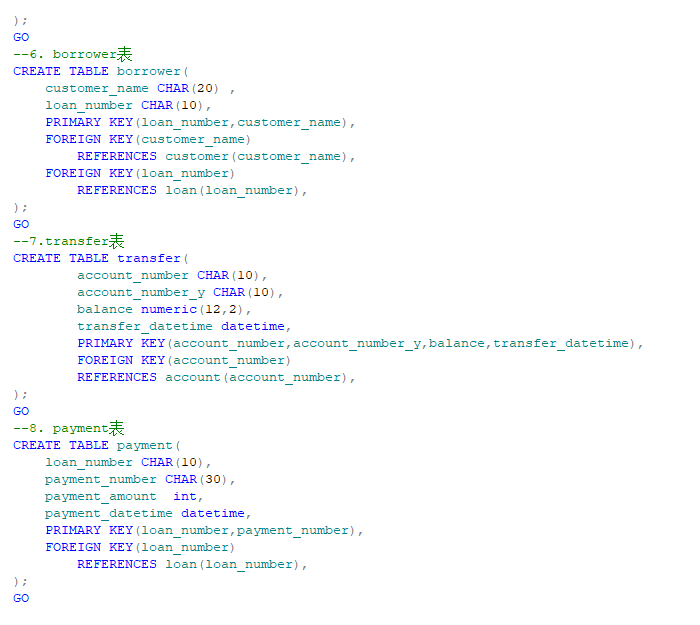 );
GO
--6. borrower表
CREATE TABLE borrower(
    customer_name CHAR(20) ,
    loan_number CHAR(10),
    PRIMARY KEY(loan_number,customer_name),
    FOREIGN KEY(customer_name)
        REFERENCES customer(customer_name),
    FOREIGN KEY(loan_number)
        REFERENCES loan(loan_number),
);
GO
--7.transfer表
CREATE TABLE transfer(
        account_number CHAR(10),
        account_number_y CHAR(10),
        balance numeric(12,2),
        transfer_datetime datetime,
        PRIMARY KEY(account_number,account_number_y,balance,transfer_datetime),
        FOREIGN KEY(account_number)
        REFERENCES account(account_number),
);
GO
--8. payment表
CREATE TABLE payment(
    loan_number CHAR(10),
    payment_number CHAR(30),
    payment_amount  int,
    payment_datetime datetime,
    PRIMARY KEY(loan_number,payment_number),
    FOREIGN KEY(loan_number)
        REFERENCES loan(loan_number),
);
GO